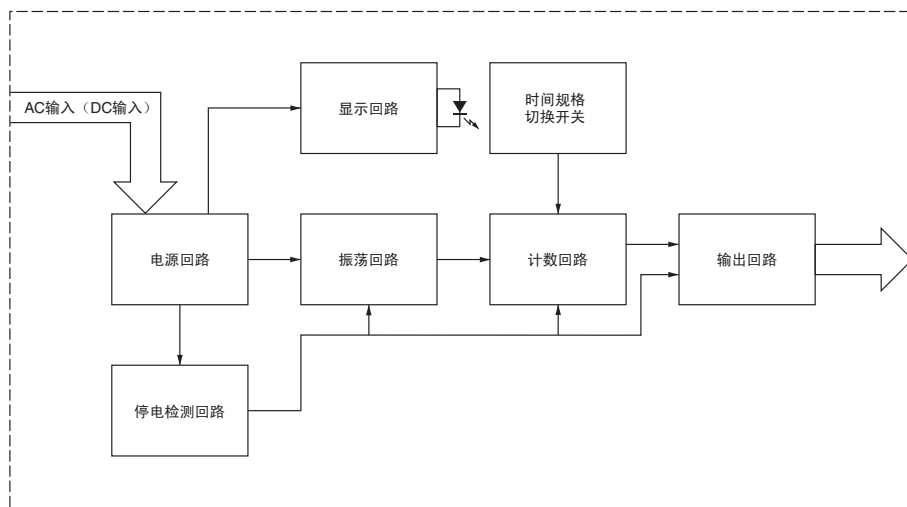 AC输入（DC输入）
显示回路
时间规格
切换开关
电源回路
振荡回路
计数回路
输出回路
停电检测回路